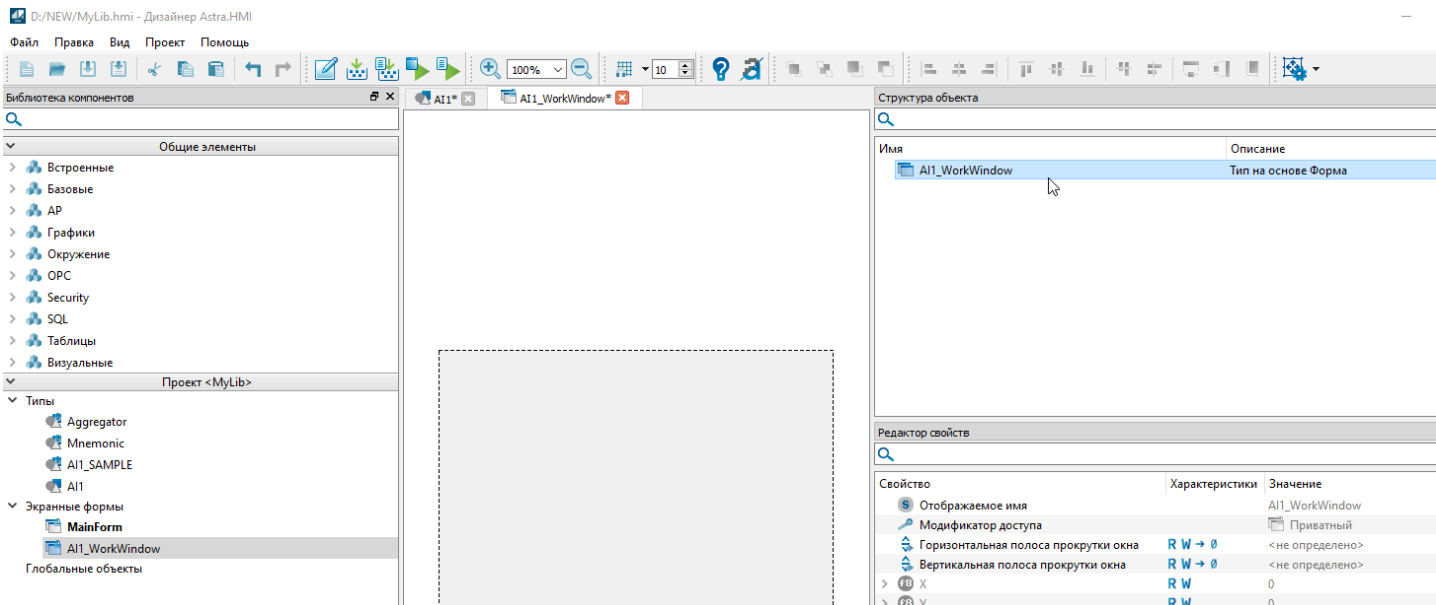 D:/NEW/MyLib.hmi - Дизайнер Astra.HMI
Файл Правка Вид Проект Помощь
100% 10
Библиотека компонентов
AI1* AI1_WorkWindow*
Структура объекта
Общие элементы
Встроенные
Базовые
AP
Графики
Окружение
OPC
Security
SQL
Таблицы
Визуальные
Проект <MyLib>
Типы
Aggregator
Mnemonic
AI1_SAMPLE
AI1
Экранные формы
MainForm
AI1_WorkWindow
Глобальные объекты
Имя Описание
AI1_WorkWindow Тип на основе Форма
Редактор свойств
Свойство Характеристики Значение
S Отображаемое имя AI1_WorkWindow
Модификатор доступа Приватный
Горизонтальная полоса прокрутки окна R W → Ø <не определено>
Вертикальная полоса прокрутки окна R W → Ø <не определено>
f8 X R W 0
f8 Y R W 0